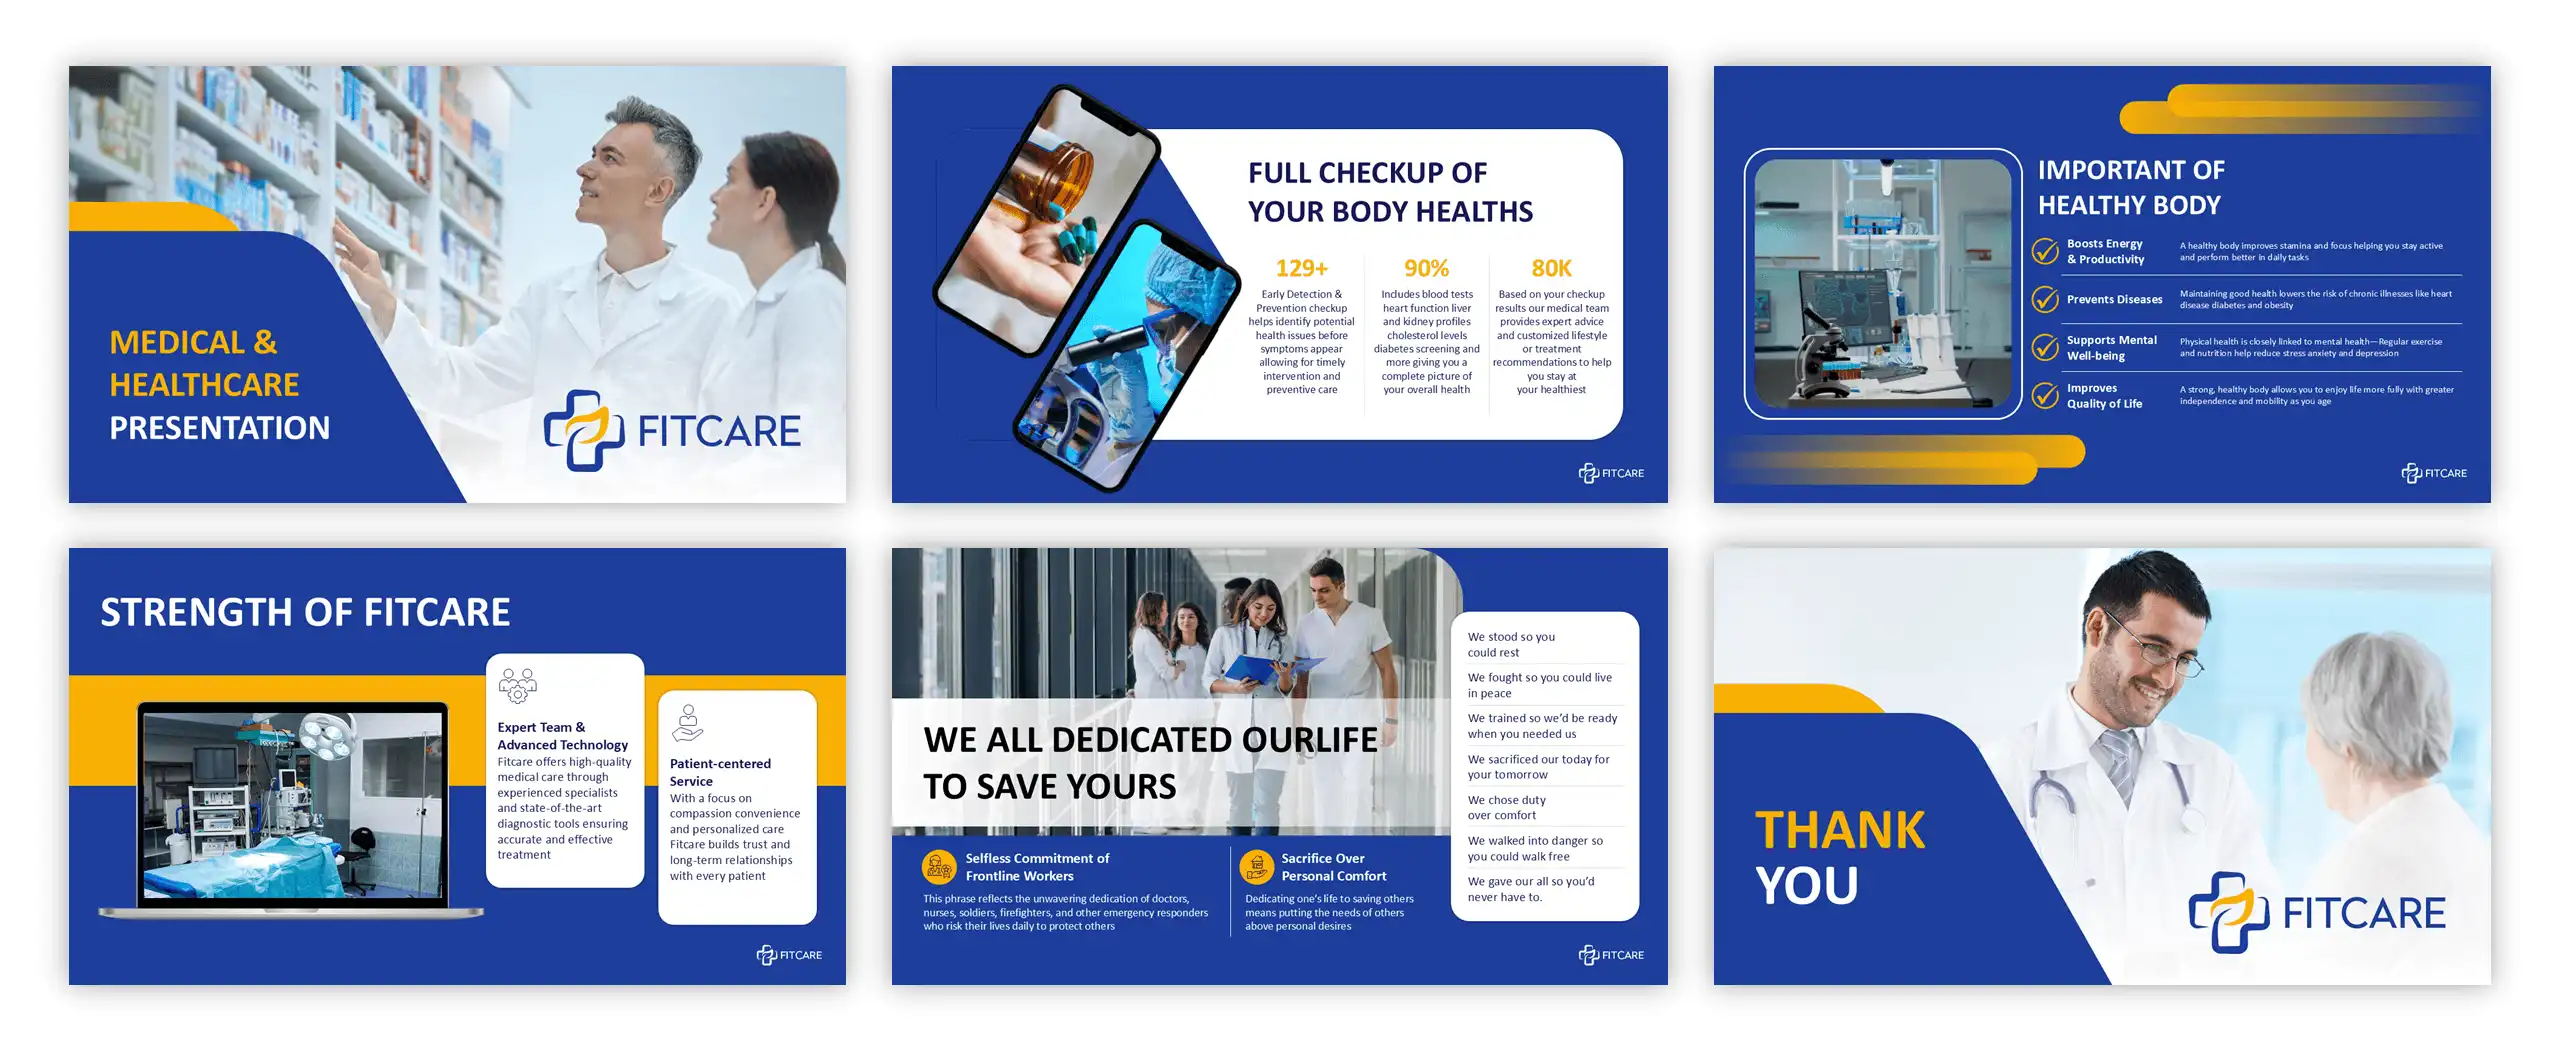 MEDICAL &
HEALTHCARE
PRESENTATION
FITCARE
FULL CHECKUP OF
YOUR BODY HEALTHS
129+
Early Detection &
Prevention checkup
helps identify potential
health issues before
symptoms appear
allowing for timely
intervention and
preventive care
90%
Includes blood tests
heart function liver
and kidney profiles
cholesterol levels
diabetes screening and
more giving you a
complete picture of
your overall health
80K
Based on your checkup
results our medical team
provides expert advice
and customized lifestyle
or treatment
recommendations to help
you stay at
your healthiest
FITCARE
IMPORTANT OF
HEALTHY BODY
Boosts Energy
& Productivity
A healthy body improves stamina and focus helping you stay active
and perform better in daily tasks
Prevents Diseases
Maintaining good health lowers the risk of chronic illnesses like heart
disease diabetes and obesity
Supports Mental
Well-being
Physical health is closely linked to mental health—Regular exercise
and nutrition help reduce stress anxiety and depression
Improves
Quality of Life
A strong, healthy body allows you to enjoy life more fully with greater
independence and mobility as you age
FITCARE
STRENGTH OF FITCARE
Expert Team &
Advanced Technology
Fitcare offers high-quality
medical care through
experienced specialists
and state-of-the-art
diagnostic tools ensuring
accurate and effective
treatment
Patient-centered
Service
With a focus on
compassion convenience
and personalized care
Fitcare builds trust and
long-term relationships
with every patient
FITCARE
WE ALL DEDICATED OURLIFE
TO SAVE YOURS
Selfless Commitment of
Frontline Workers
This phrase reflects the unwavering dedication of doctors,
nurses, soldiers, firefighters, and other emergency responders
who risk their lives daily to protect others
Sacrifice Over
Personal Comfort
Dedicating one's life to saving others
means putting the needs of others
above personal desires
We stood so you
could rest
We fought so you could live
in peace
We trained so we'd be ready
when you needed us
We sacrificed our today for
your tomorrow
We chose duty
over comfort
We walked into danger so
you could walk free
We gave our all so you'd
never have to.
FITCARE
THANK
YOU
FITCARE